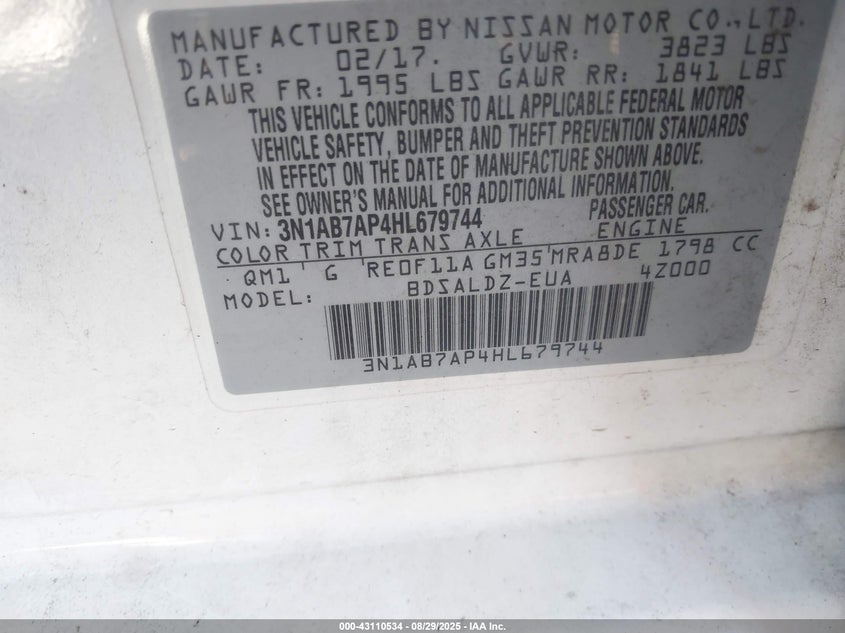 MANUFACTURED BY NISSAN MOTOR CO.,LTD.
DATE: 02/17. GVWR: 3823 LBS
GAWR FR: 1995 LBS GAWR RR: 1841 LBS
THIS VEHICLE CONFORMS TO ALL APPLICABLE FEDERAL MOTOR
VEHICLE SAFETY, BUMPER AND THEFT PREVENTION STANDARDS
IN EFFECT ON THE DATE OF MANUFACTURE SHOWN ABOVE.
SEE OWNER'S MANUAL FOR ADDITIONAL INFORMATION.
VIN: 3N1AB7AP4HL679744 PASSENGER CAR.
COLOR TRIM TRANS AXLE ENGINE
QM1 G RE0F11A GM35 MRA8DE 1798 CC
MODEL: BDSALDZ-EUA 4Z000
3N1AB7AP4HL679744
000-43110534 - 08/29/2025 - IAA Inc.